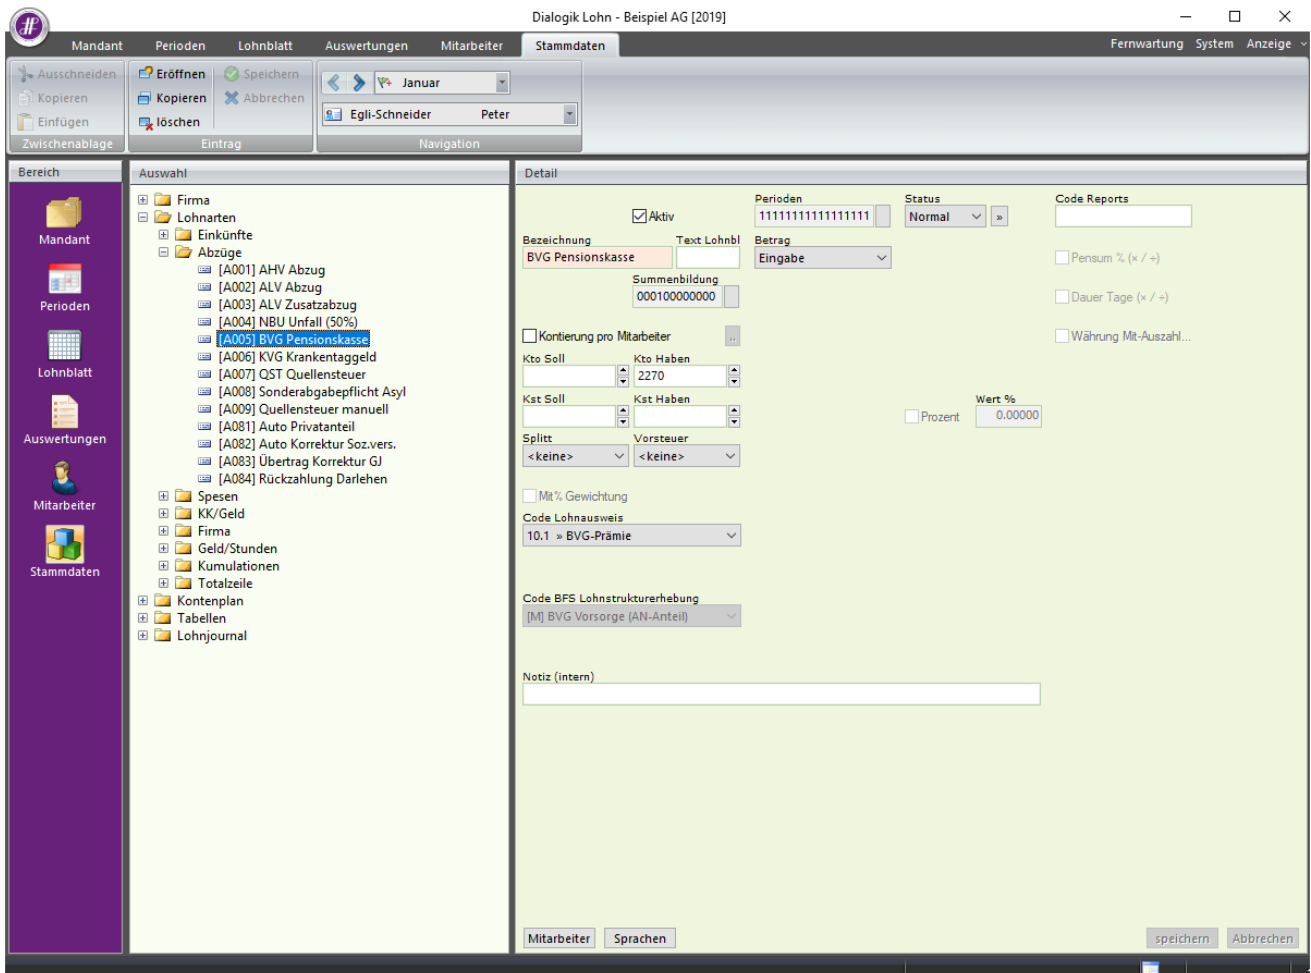 Dialogik Lohn - Beispiel AG [2019]
Mandant Perioden Lohnblatt Auswertungen Mitarbeiter Stammdaten Fernwartung System Anzeige
Ausschneiden Eröffnen Speichern
Januar
Kopieren Kopieren Abbrechen
Egli-Schneider Peter
Einfügen löschen
Zwischenablage Eintrag Navigation
Bereich
Mandant
Perioden
Lohnblatt
Auswertungen
Mitarbeiter
Stammdaten
Auswahl
Firma
Lohnarten
Einkünfte
Abzüge
[A001] AHV Abzug
[A002] ALV Abzug
[A003] ALV Zusatzabzug
[A004] NBU Unfall (50%)
[A005] BVG Pensionskasse
[A006] KVG Krankentaggeld
[A007] QST Quellensteuer
[A008] Sonderabgabepflicht Asyl
[A009] Quellensteuer manuell
[A081] Auto Privatanteil
[A082] Auto Korrektur Soz.vers.
[A083] Übertrag Korrektur GJ
[A084] Rückzahlung Darlehen
Spesen
KK/Geld
Firma
Geld/Stunden
Kumulationen
Totalzeile
Kontenplan
Tabellen
Lohnjournal
Detail
Perioden Status Code Reports
Aktiv 11111111111111111 Normal »
Bezeichnung Text Lohnbl Betrag
BVG Pensionskasse Eingabe Pensum % (× / ÷)
Summenbildung
000100000000 Dauer Tage (× / ÷)
Kontierung pro Mitarbeiter .. Währung Mit-Auszahl...
Kto Soll Kto Haben
2270
Kst Soll Kst Haben Wert %
Prozent 0.00000
Splitt Vorsteuer
<keine> <keine>
Mit% Gewichtung
Code Lohnausweis
10.1 » BVG-Prämie
Code BFS Lohnstrukturerhebung
[M] BVG Vorsorge (AN-Anteil)
Notiz (intern)
Mitarbeiter Sprachen speichern Abbrechen